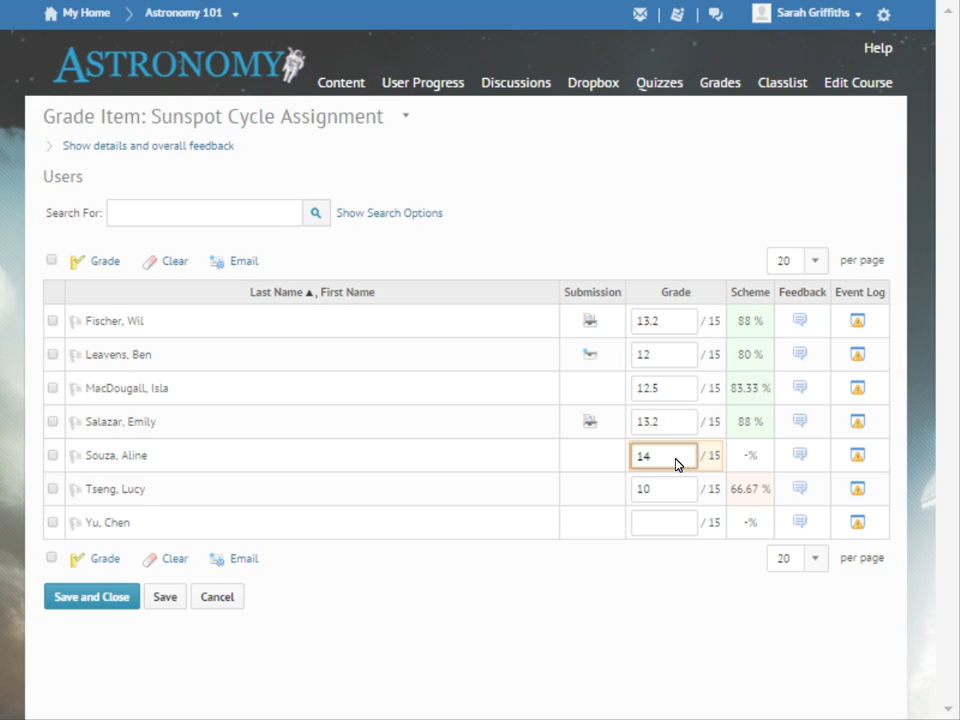 My Home Astronomy 101 Sarah Griffiths
Help
ASTRONOMY
Content User Progress Discussions Dropbox Quizzes Grades Classlist Edit Course
Grade Item: Sunspot Cycle Assignment
Show details and overall feedback
Users
Search For: Show Search Options
Grade Clear Email 20 per page
Last Name ▲, First Name Submission Grade Scheme Feedback Event Log
Fischer, Wil 13.2 / 15 88 %
Leavens, Ben 12 / 15 80 %
MacDougall, Isla 12.5 / 15 83.33 %
Salazar, Emily 13.2 / 15 88 %
Souza, Aline 14 / 15 -%
Tseng, Lucy 10 / 15 66.67 %
Yu, Chen / 15 -%
Grade Clear Email 20 per page
Save and Close Save Cancel